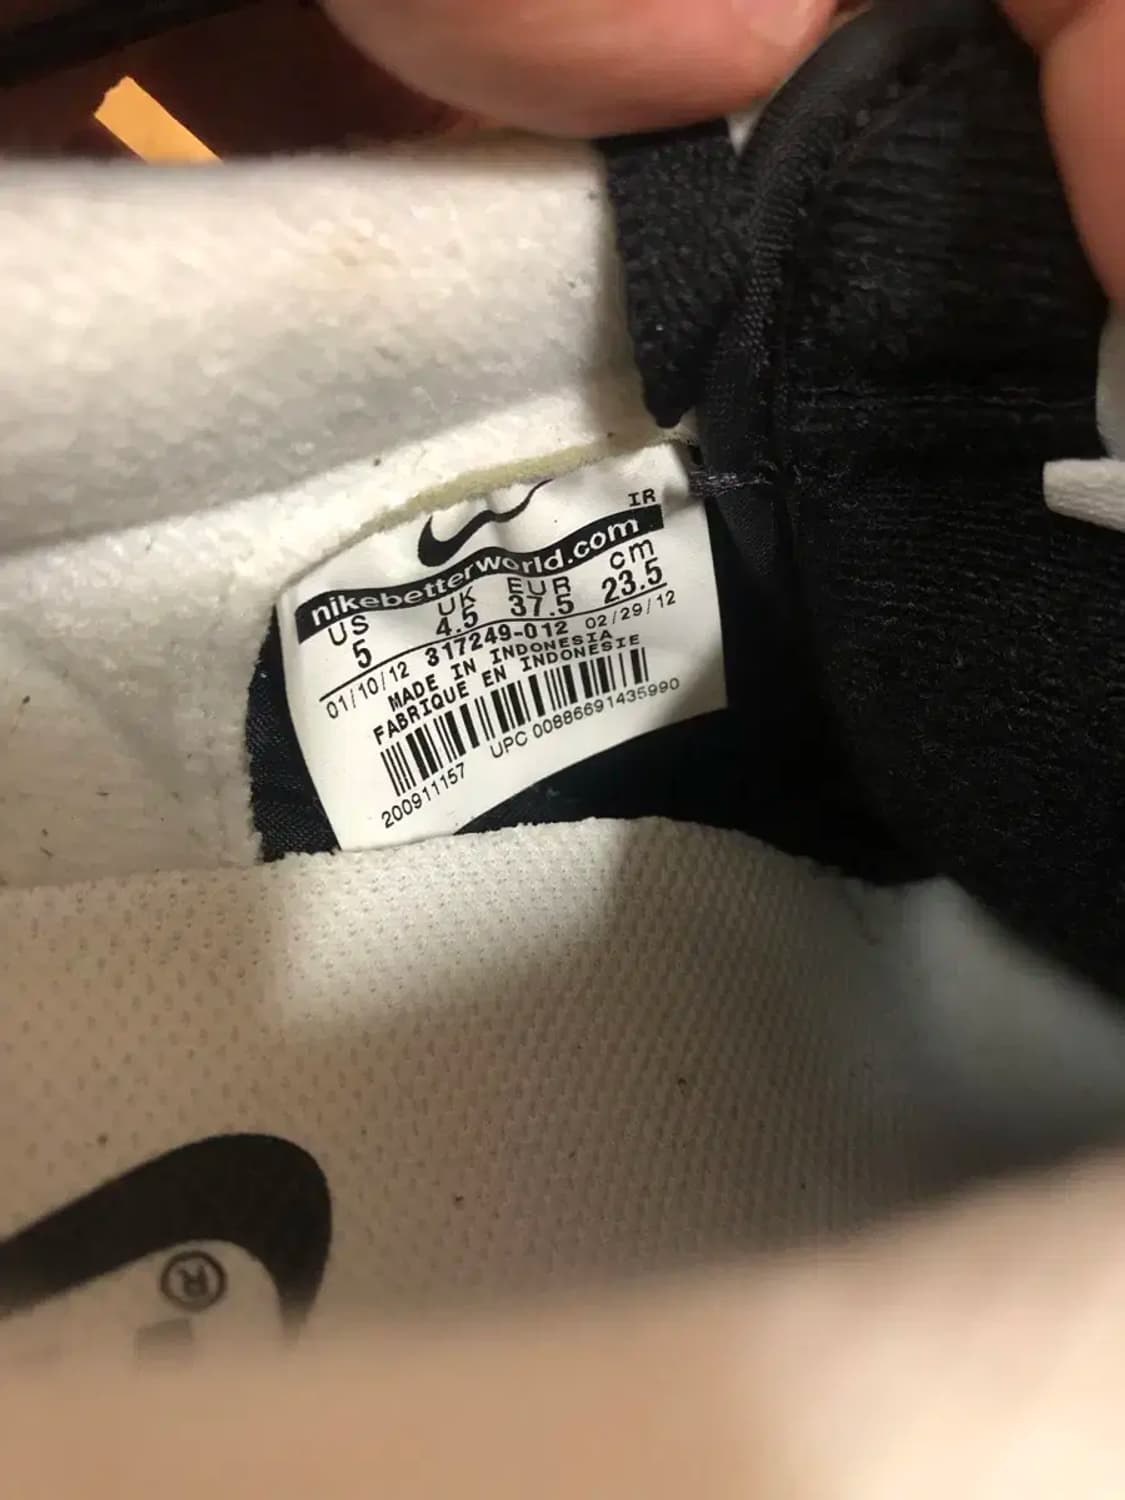 IR
nikebetterworld.com
US UK EUR cm
5 4.5 37.5 23.5
01/10/12 317249-012 02/29/12
MADE IN INDONESIA
FABRIQUE EN INDONESIE
200911157 UPC 00886691435990
®